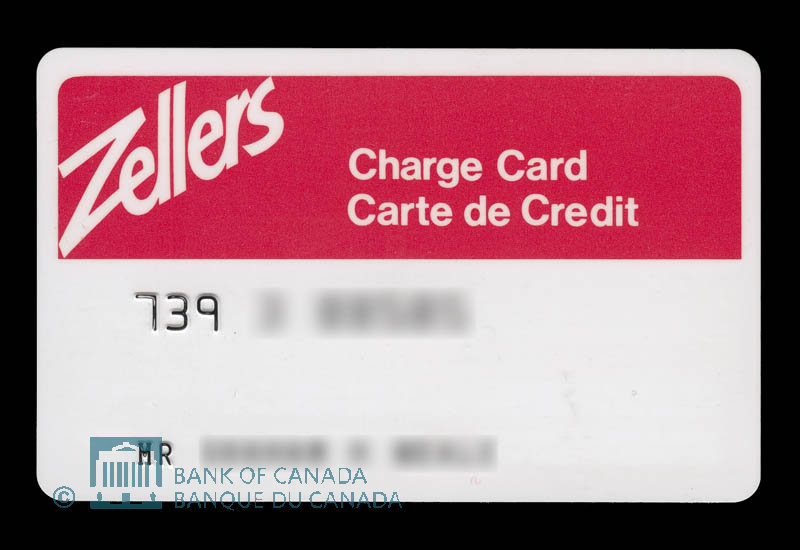 Zellers
Charge Card
Carte de Credit
739
MR
© BANK OF CANADA
BANQUE DU CANADA